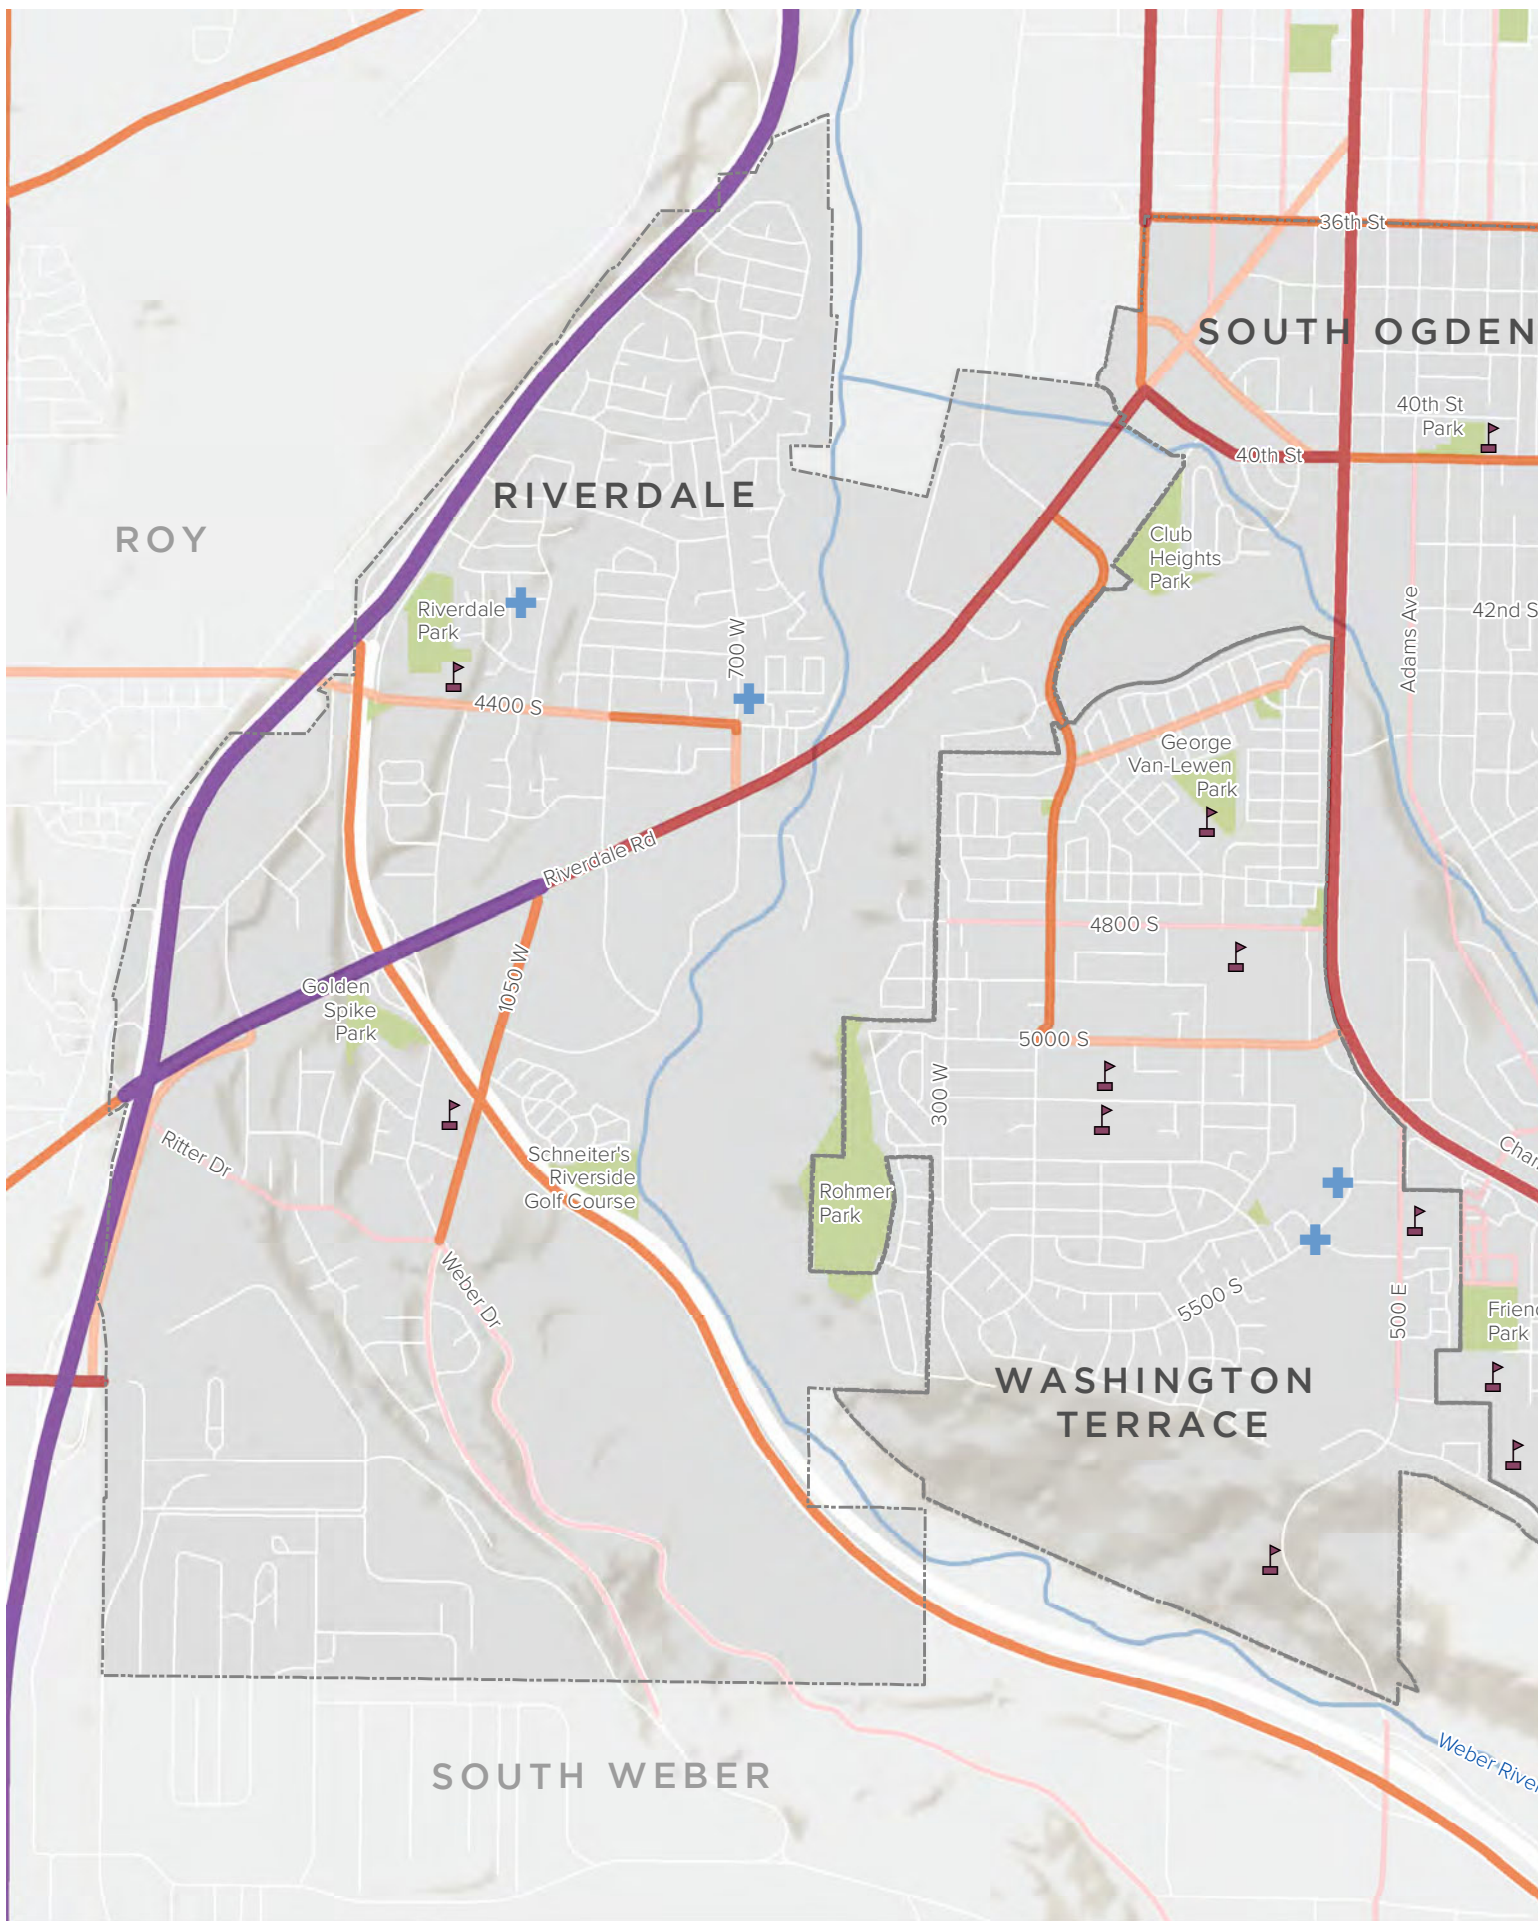 36th St
SOUTH OGDEN
40th St
Park
40th St
RIVERDALE
ROY
Club
Heights
Park
Riverdale
Park
700 W
Adams Ave
42nd S
4400 S
George
Van-Lewen
Park
Riverdale Rd
4800 S
1050 W
Golden
Spike
Park
5000 S
300 W
Ritter Dr
Schneiter's
Riverside
Golf Course
Rohmer
Park
Char
Weber Dr
5500 S
500 E
Frien
Park
WASHINGTON
TERRACE
Weber River
SOUTH WEBER